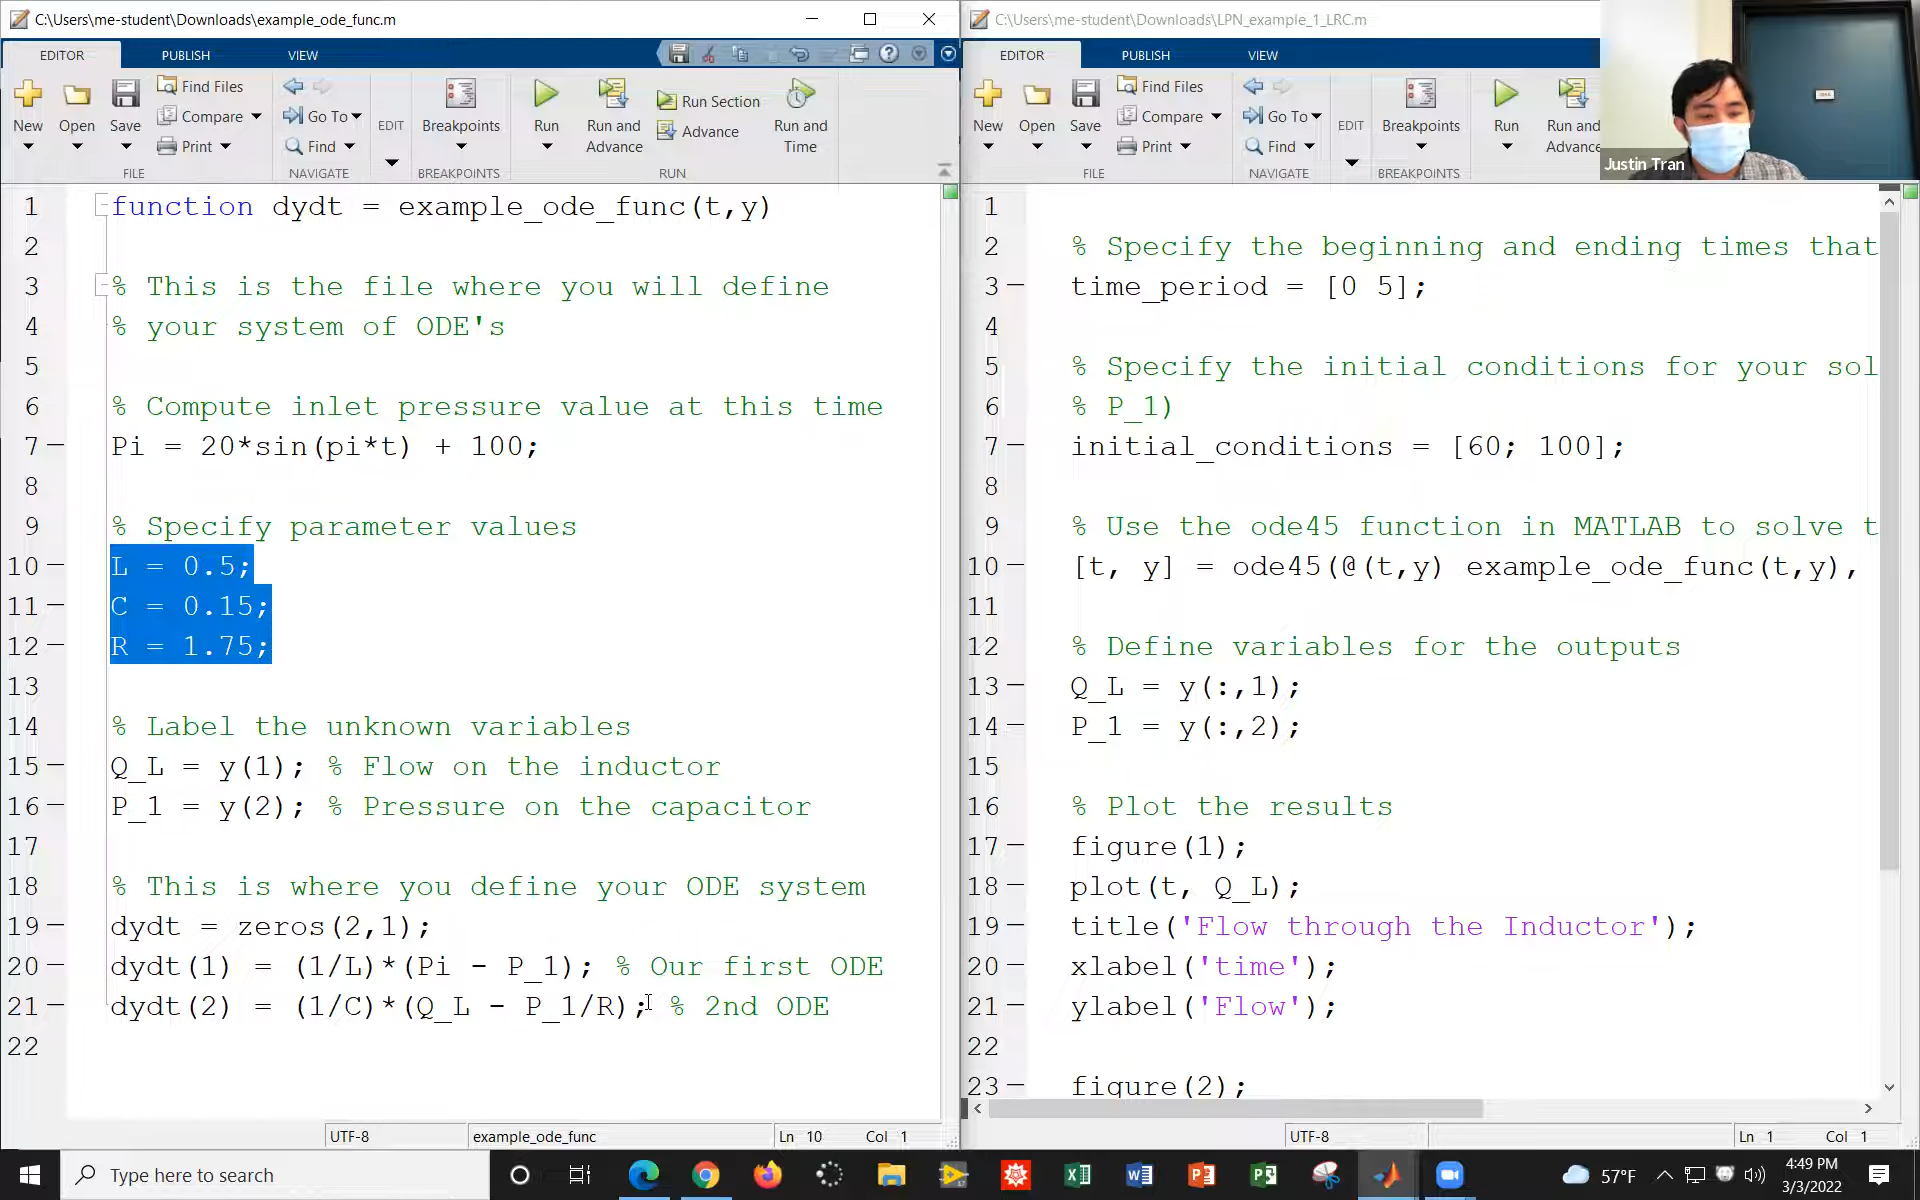 C:\Users\me-student\Downloads\example_ode_func.m
EDITOR PUBLISH VIEW
New Open Save
Find Files
Compare
Print
FILE
Go To
Find
NAVIGATE
EDIT
Breakpoints
BREAKPOINTS
Run
Run and Advance
Run Section
Advance
Run and Time
RUN
1 function dydt = example_ode_func(t,y)
2
3 % This is the file where you will define
4 % your system of ODE's
5
6 % Compute inlet pressure value at this time
7 Pi = 20*sin(pi*t) + 100;
8
9 % Specify parameter values
10 L = 0.5;
11 C = 0.15;
12 R = 1.75;
13
14 % Label the unknown variables
15 Q_L = y(1); % Flow on the inductor
16 P_1 = y(2); % Pressure on the capacitor
17
18 % This is where you define your ODE system
19 dydt = zeros(2,1);
20 dydt(1) = (1/L)*(Pi - P_1); % Our first ODE
21 dydt(2) = (1/C)*(Q_L - P_1/R); % 2nd ODE
22
UTF-8 example_ode_func Ln 10 Col 1
C:\Users\me-student\Downloads\LPN_example_1_LRC.m
EDITOR PUBLISH VIEW
New Open Save
Find Files
Compare
Print
FILE
Go To
Find
NAVIGATE
EDIT
Breakpoints
BREAKPOINTS
Run
Run and
Advance
Justin Tran
1
2 % Specify the beginning and ending times that
3 time_period = [0 5];
4
5 % Specify the initial conditions for your sol
6 % P_1)
7 initial_conditions = [60; 100];
8
9 % Use the ode45 function in MATLAB to solve t
10 [t, y] = ode45(@(t,y) example_ode_func(t,y),
11
12 % Define variables for the outputs
13 Q_L = y(:,1);
14 P_1 = y(:,2);
15
16 % Plot the results
17 figure(1);
18 plot(t, Q_L);
19 title('Flow through the Inductor');
20 xlabel('time');
21 ylabel('Flow');
22
23 figure(2);
UTF-8 Ln 1 Col 1
Type here to search
57°F
4:49 PM
3/3/2022